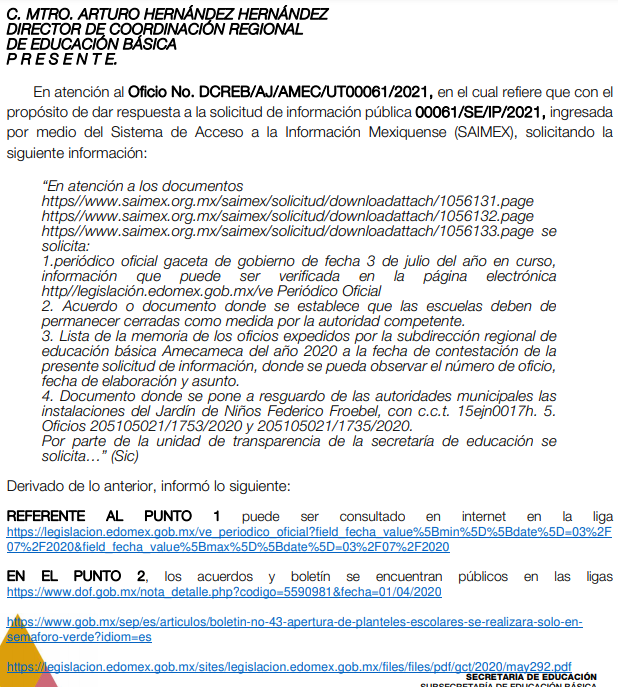 C. MTRO. ARTURO HERNÁNDEZ HERNÁNDEZ
DIRECTOR DE COORDINACIÓN REGIONAL
DE EDUCACIÓN BÁSICA
P R E S E N T E.
En atención al Oficio No. DCREB/AJ/AMEC/UT00061/2021, en el cual refiere que con el
propósito de dar respuesta a la solicitud de información pública 00061/SE/IP/2021, ingresada
por medio del Sistema de Acceso a la Información Mexiquense (SAIMEX), solicitando la
siguiente información:
“En atención a los documentos
https//www.saimex.org.mx/saimex/solicitud/downloadattach/1056131.page
https//www.saimex.org.mx/saimex/solicitud/downloadattach/1056132.page
https//www.saimex.org.mx/saimex/solicitud/downloadattach/1056133.page se
solicita:
1.periódico oficial gaceta de gobierno de fecha 3 de julio del año en curso,
información que puede ser verificada en la página electrónica
http//legislación.edomex.gob.mx/ve Periódico Oficial
2. Acuerdo o documento donde se establece que las escuelas deben de
permanecer cerradas como medida por la autoridad competente.
3. Lista de la memoria de los oficios expedidos por la subdirección regional de
educación básica Amecameca del año 2020 a la fecha de contestación de la
presente solicitud de información, donde se pueda observar el número de oficio,
fecha de elaboración y asunto.
4. Documento donde se pone a resguardo de las autoridades municipales las
instalaciones del Jardín de Niños Federico Froebel, con c.c.t. 15ejn0017h. 5.
Oficios 205105021/1753/2020 y 205105021/1735/2020.
Por parte de la unidad de transparencia de la secretaría de educación se
solicita…” (Sic)
Derivado de lo anterior, informó lo siguiente:
REFERENTE AL PUNTO 1 puede ser consultado en internet en la liga
https://legislacion.edomex.gob.mx/ve_periodico_oficial?field_fecha_value%5Bmin%5D%5Bdate%5D=03%2F
07%2F2020&field_fecha_value%5Bmax%5D%5Bdate%5D=03%2F07%2F2020
EN EL PUNTO 2, los acuerdos y boletín se encuentran públicos en las ligas
https://www.dof.gob.mx/nota_detalle.php?codigo=5590981&fecha=01/04/2020
https://www.gob.mx/sep/es/articulos/boletin-no-43-apertura-de-planteles-escolares-se-realizara-solo-en-
semaforo-verde?idiom=es
https://legislacion.edomex.gob.mx/sites/legislacion.edomex.gob.mx/files/files/pdf/gct/2020/may292.pdf
SECRETARÍA DE EDUCACIÓN
SUBSECRETARÍA DE EDUCACIÓN BÁSICA